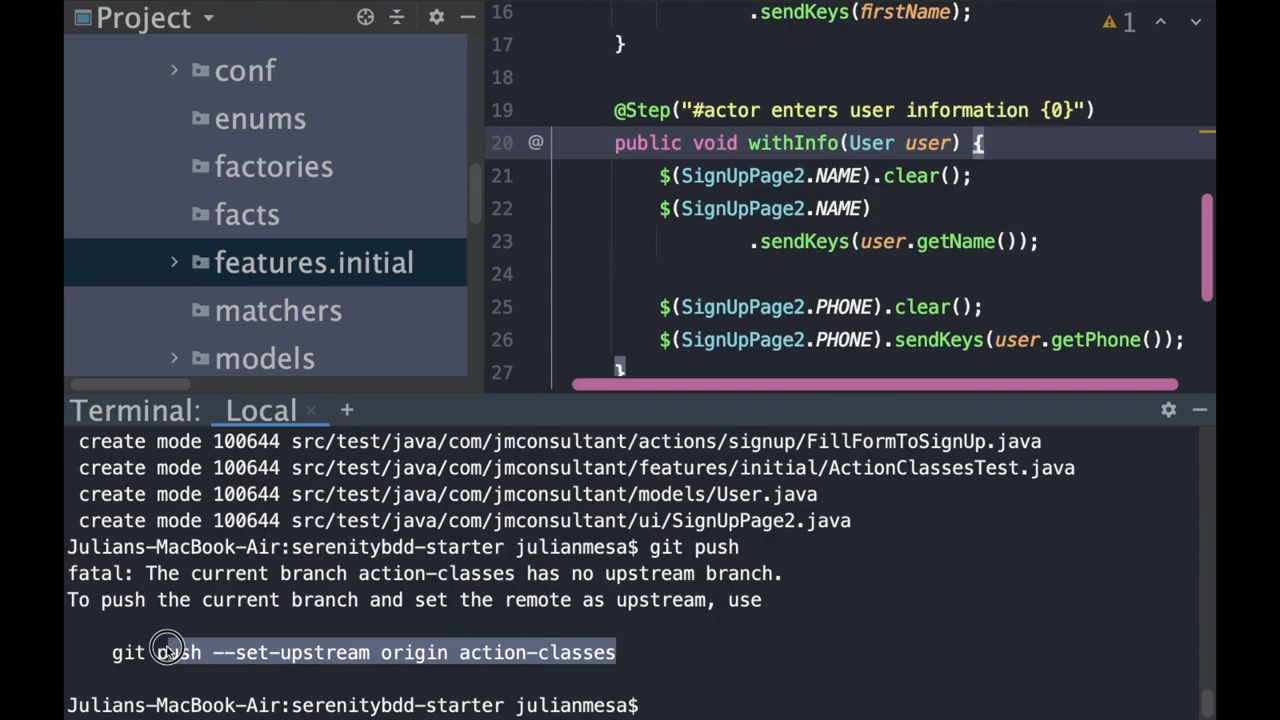 Project
conf
enums
factories
facts
features.initial
matchers
models
1
16 .sendKeys(firstName);
17 }
18
19 @Step("#actor enters user information {0}")
20 @ public void withInfo(User user) {
21 $(SignUpPage2.NAME).clear();
22 $(SignUpPage2.NAME)
23 .sendKeys(user.getName());
24
25 $(SignUpPage2.PHONE).clear();
26 $(SignUpPage2.PHONE).sendKeys(user.getPhone());
27 }
Terminal: Local × +
create mode 100644 src/test/java/com/jmconsultant/actions/signup/FillFormToSignUp.java
create mode 100644 src/test/java/com/jmconsultant/features/initial/ActionClassesTest.java
create mode 100644 src/test/java/com/jmconsultant/models/User.java
create mode 100644 src/test/java/com/jmconsultant/ui/SignUpPage2.java
Julians-MacBook-Air:serenitybdd-starter julianmesa$ git push
fatal: The current branch action-classes has no upstream branch.
To push the current branch and set the remote as upstream, use
git push --set-upstream origin action-classes
Julians-MacBook-Air:serenitybdd-starter julianmesa$